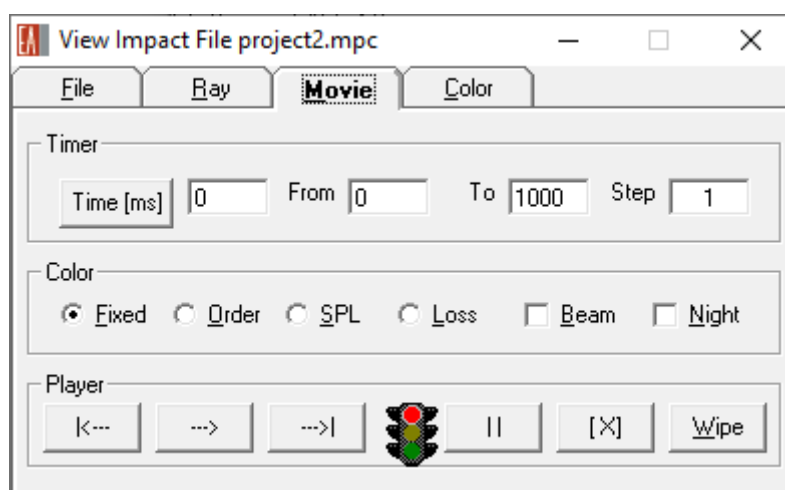 View Impact File project2.mpc
File Ray Movie Color
Timer
Time [ms] 0 From 0 To 1000 Step 1
Color
Fixed Order SPL Loss Beam Night
Player
|<--- ---> --->| || [X] Wipe